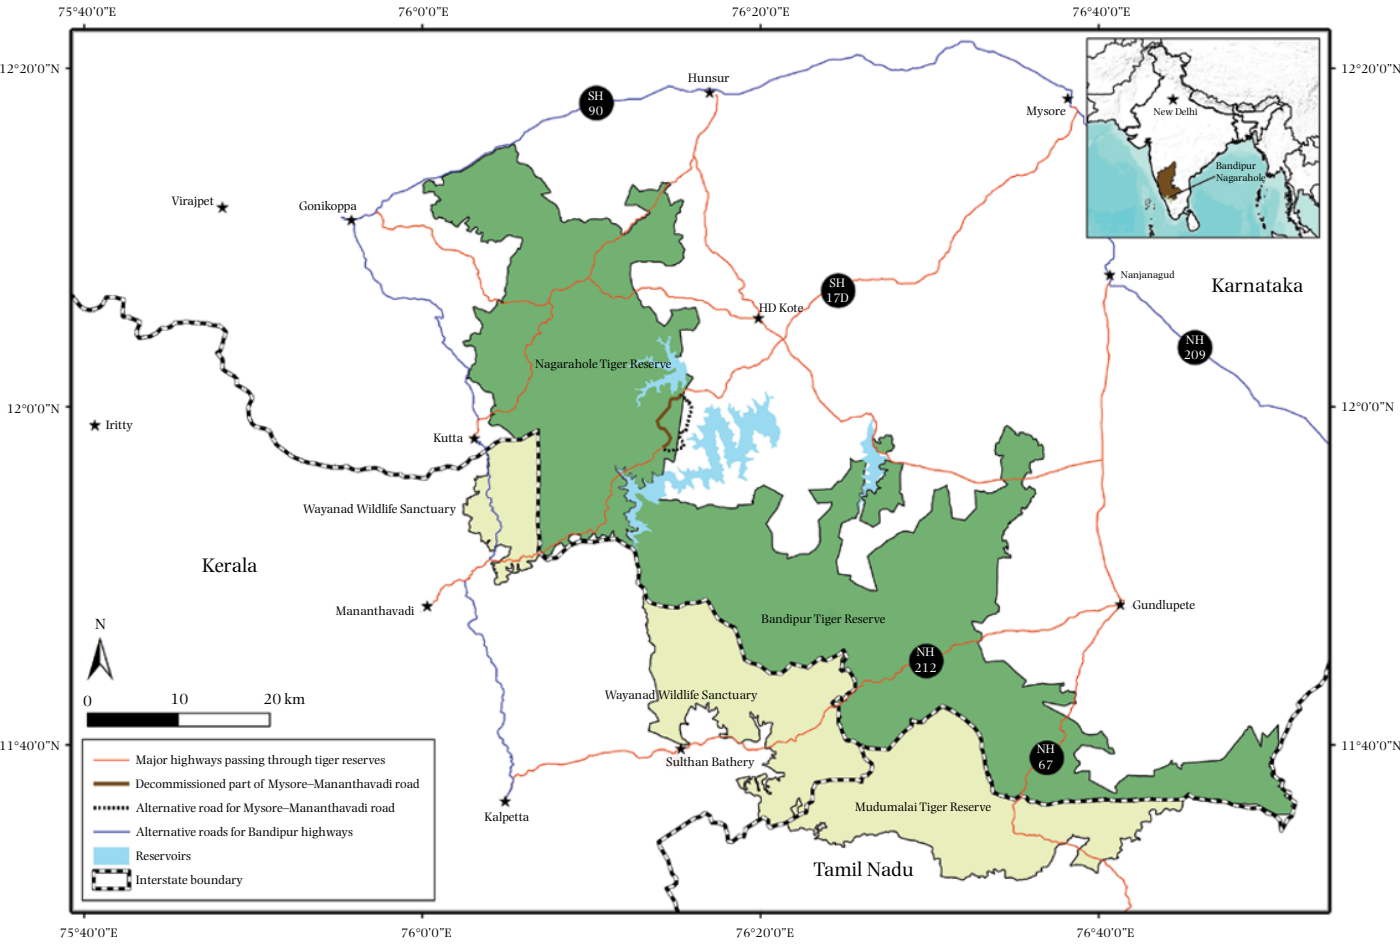 75°40'0"E 76°0'0"E 76°20'0"E 76°40'0"E
12°20'0"N
12°20'0"N
Hunsur
SH
90
Mysore
New Delhi
Bandipur
Nagarahole
Virajpet
Gonikoppa
Nanjanagud
Karnataka
SH
17D
HD Kote
NH
209
Nagarahole Tiger Reserve
12°0'0"N
12°0'0"N
Iritty
Kutta
Wayanad Wildlife Sanctuary
Kerala
Mananthavadi
Gundlupete
Bandipur Tiger Reserve
N
NH
212
0 10 20 km
Wayanad Wildlife Sanctuary
11°40'0"N
11°40'0"N
NH
67
Sulthan Bathery
Major highways passing through tiger reserves
Decommissioned part of Mysore–Mananthavadi road
Alternative road for Mysore–Mananthavadi road
Alternative roads for Bandipur highways
Reservoirs
Interstate boundary
Kalpetta
Mudumalai Tiger Reserve
Tamil Nadu
75°40'0"E 76°0'0"E 76°20'0"E 76°40'0"E